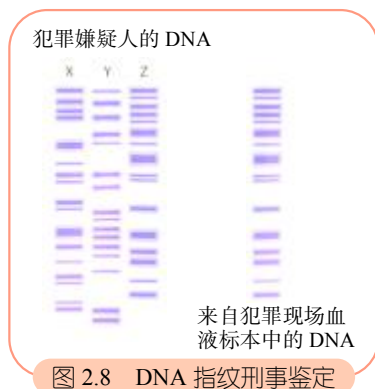 犯罪嫌疑人的 DNA
X Y Z
来自犯罪现场血
液标本中的 DNA
图 2.8 DNA 指纹刑事鉴定